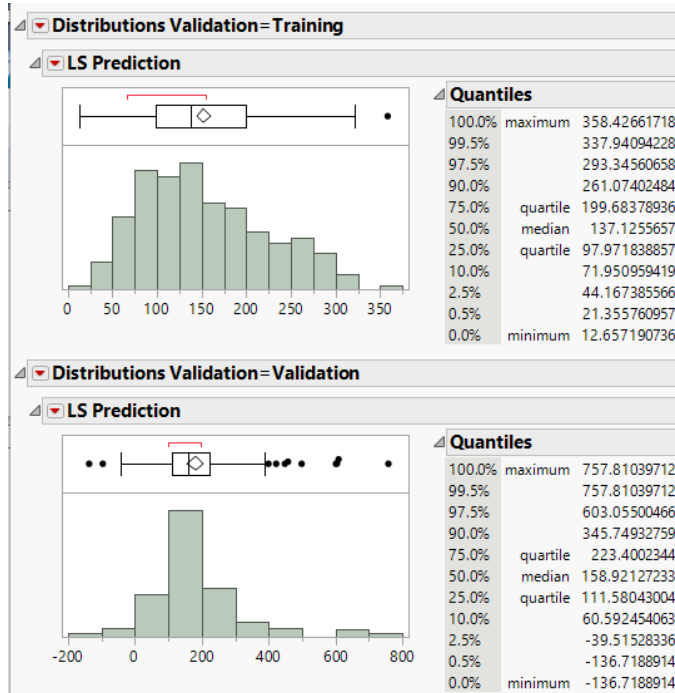 Distributions Validation=Training
LS Prediction
0 50 100 150 200 250 300 350
Quantiles
100.0% maximum 358.42661718
99.5% 337.94094228
97.5% 293.34560658
90.0% 261.07402484
75.0% quartile 199.68378936
50.0% median 137.1255657
25.0% quartile 97.971838857
10.0% 71.950959419
2.5% 44.167385566
0.5% 21.355760957
0.0% minimum 12.657190736
Distributions Validation=Validation
LS Prediction
-200 0 200 400 600 800
Quantiles
100.0% maximum 757.81039712
99.5% 757.81039712
97.5% 603.05500466
90.0% 345.74932759
75.0% quartile 223.4002344
50.0% median 158.92127233
25.0% quartile 111.58043004
10.0% 60.592454063
2.5% -39.51528336
0.5% -136.7188914
0.0% minimum -136.7188914